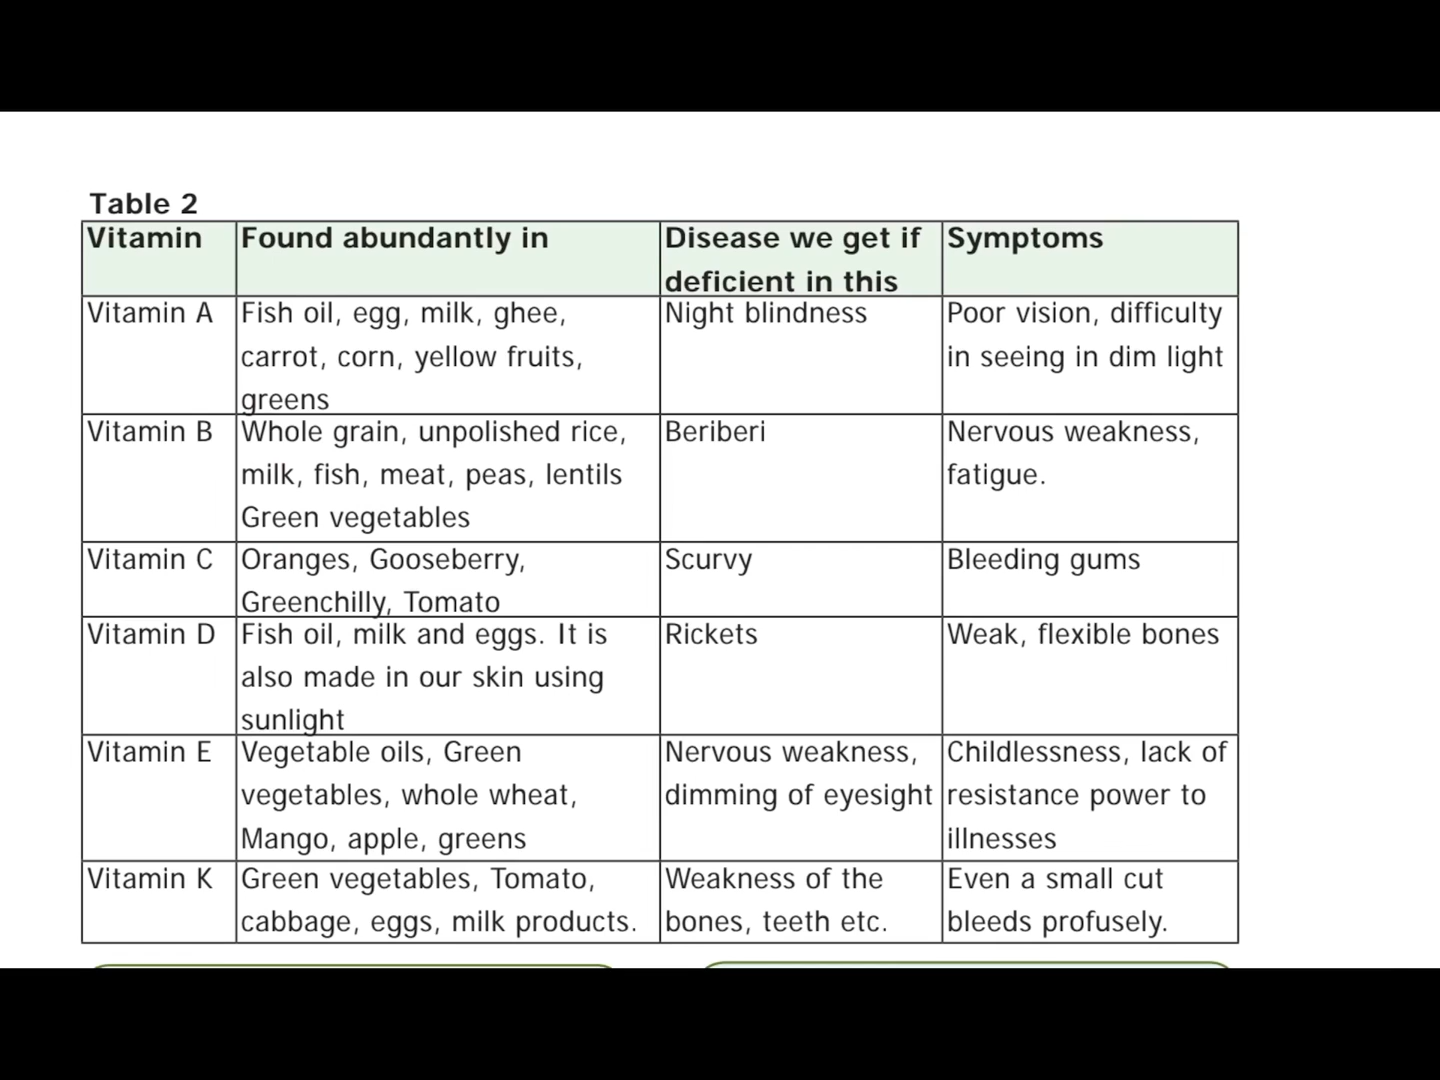 Table 2
Vitamin Found abundantly in Disease we get if Symptoms
deficient in this
Vitamin A Fish oil, egg, milk, ghee, Night blindness Poor vision, difficulty
carrot, corn, yellow fruits, in seeing in dim light
greens
Vitamin B Whole grain, unpolished rice, Beriberi Nervous weakness,
milk, fish, meat, peas, lentils fatigue.
Green vegetables
Vitamin C Oranges, Gooseberry, Scurvy Bleeding gums
Greenchilly, Tomato
Vitamin D Fish oil, milk and eggs. It is Rickets Weak, flexible bones
also made in our skin using
sunlight
Vitamin E Vegetable oils, Green Nervous weakness, Childlessness, lack of
vegetables, whole wheat, dimming of eyesight resistance power to
Mango, apple, greens illnesses
Vitamin K Green vegetables, Tomato, Weakness of the Even a small cut
cabbage, eggs, milk products. bones, teeth etc. bleeds profusely.